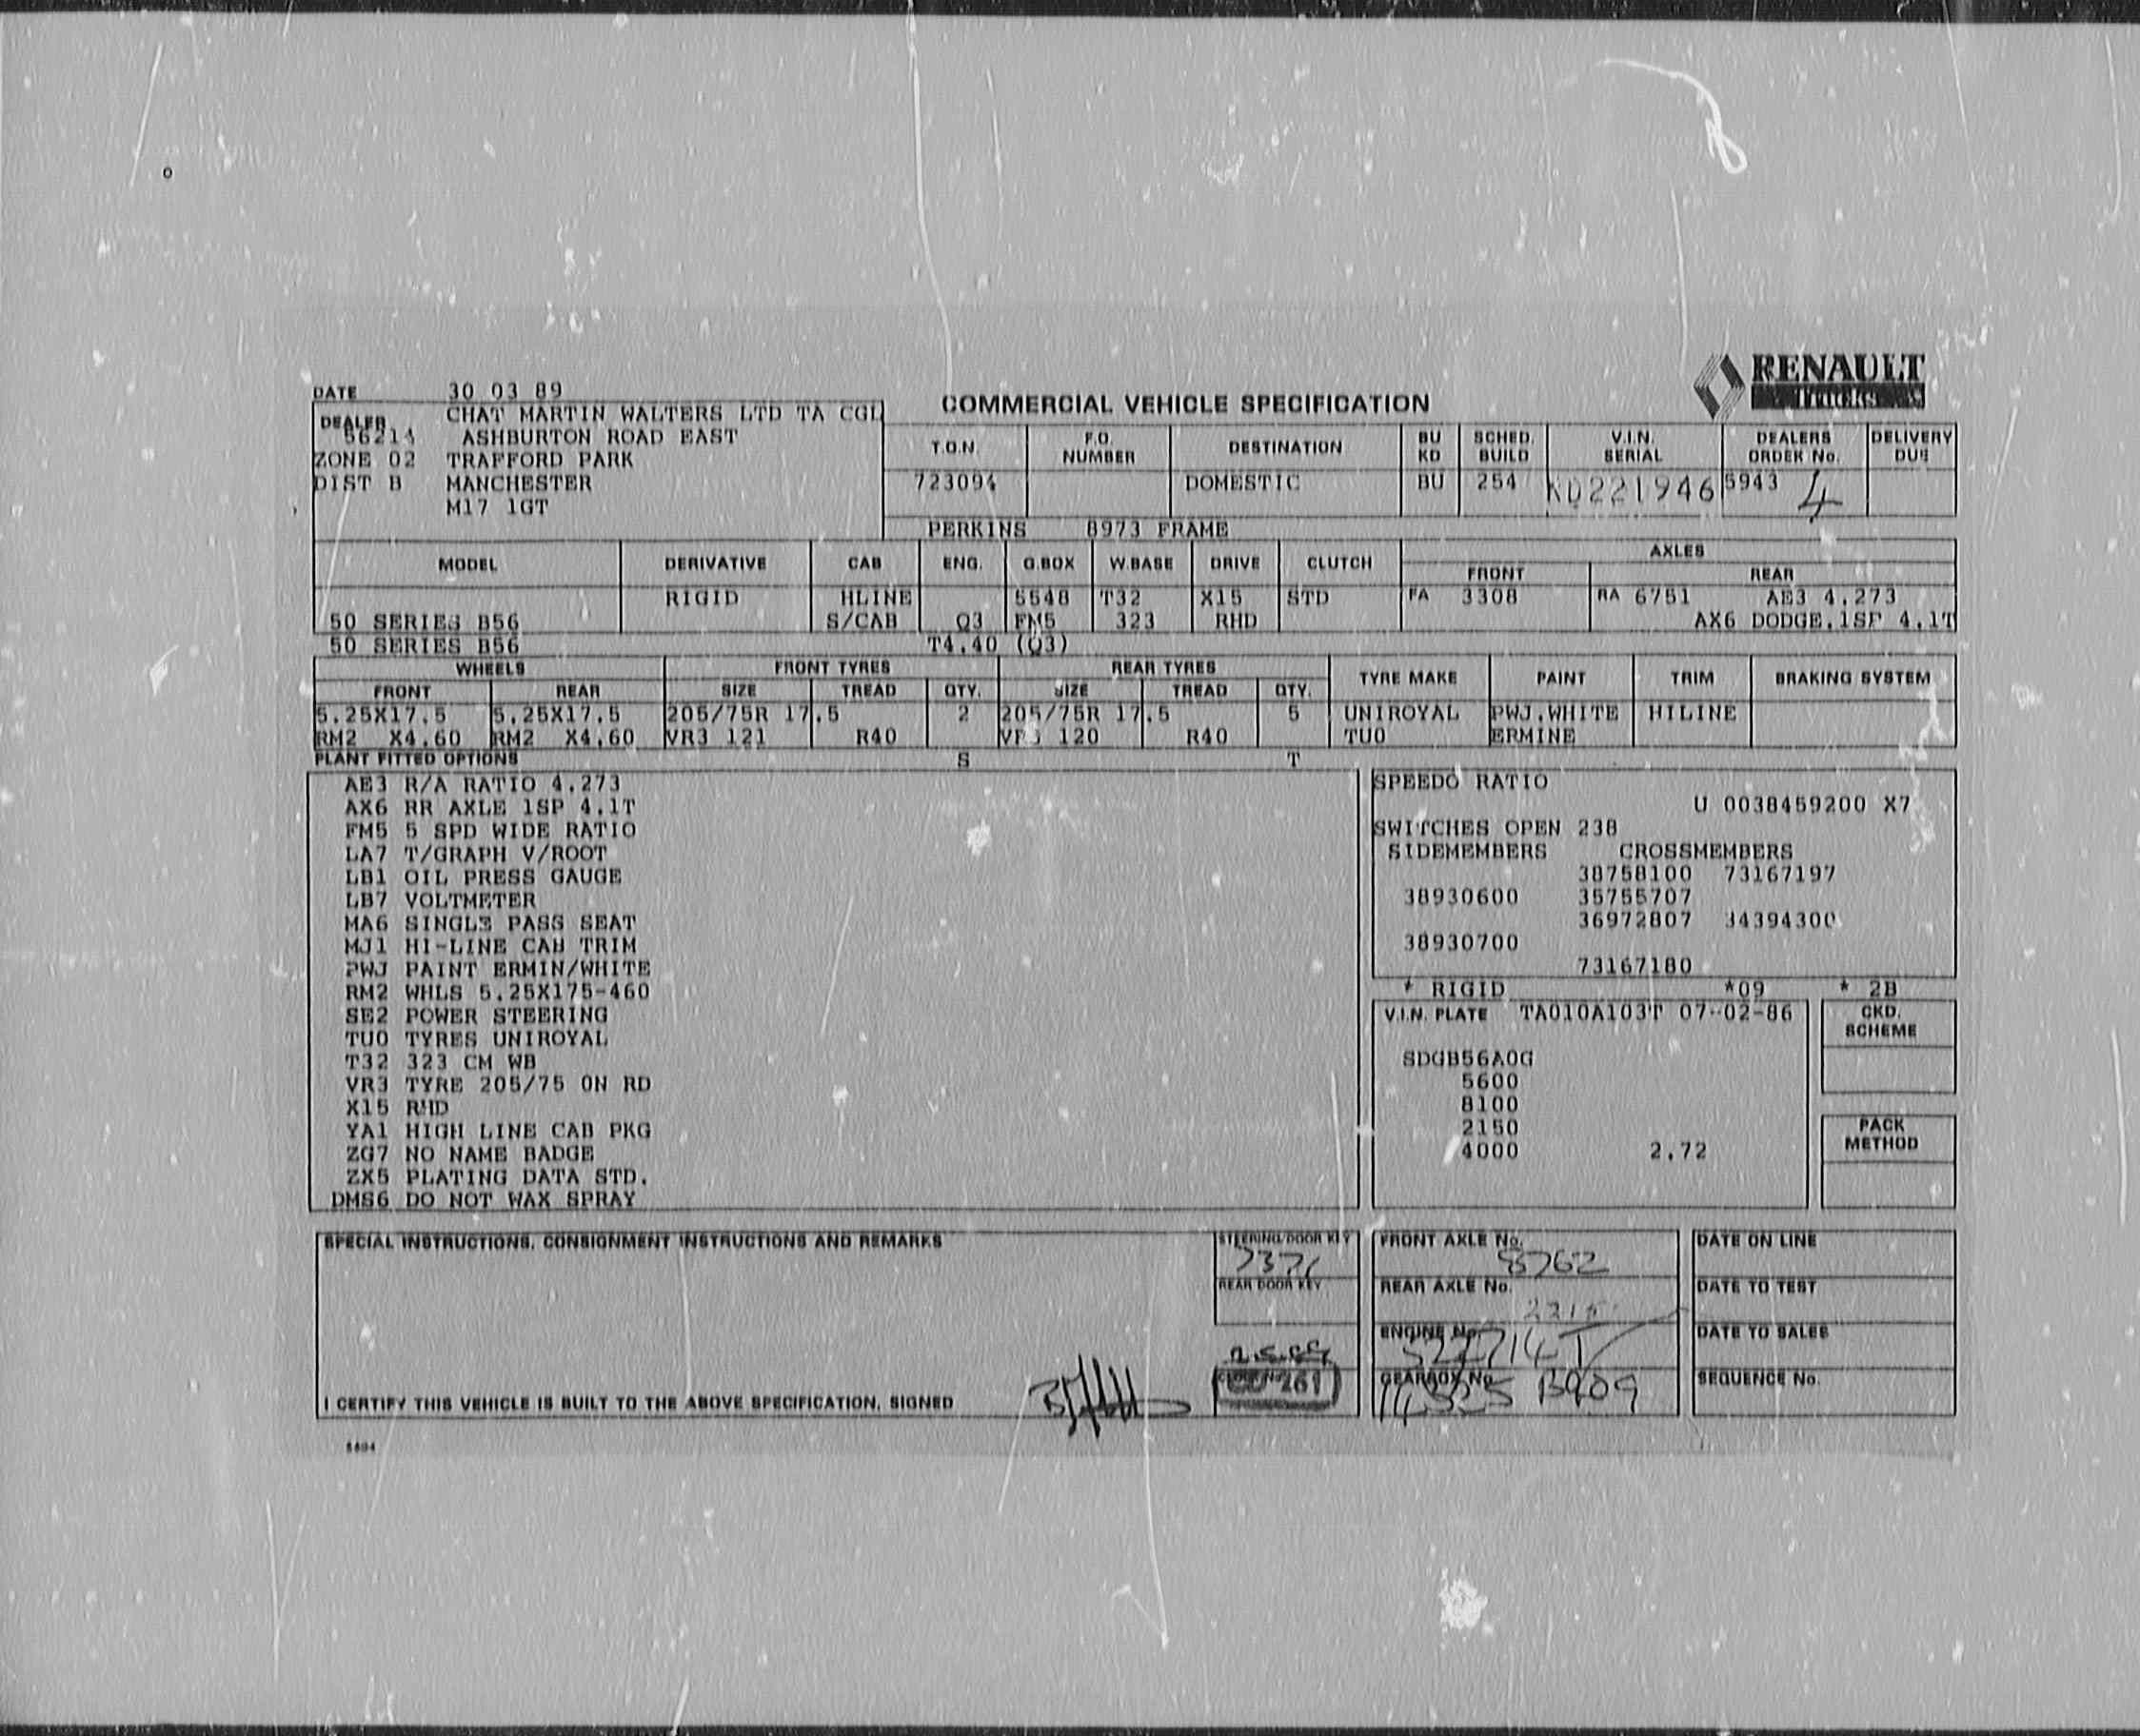 RENAULT
Trucks
DATE 30 03 89
COMMERCIAL VEHICLE SPECIFICATION
DEALER CHAT MARTIN WALTERS LTD TA CGL
56214 ASHBURTON ROAD EAST
ZONE 02 TRAFFORD PARK
DIST B MANCHESTER
M17 1GT
T.O.N. F.O. NUMBER DESTINATION BU KD SCHED. BUILD V.I.N. SERIAL DEALERS ORDER No. DELIVERY DUE
723094 DOMESTIC BU 254 KD221946 5943 4
PERKINS 8973 FRAME
MODEL DERIVATIVE CAB ENG. G.BOX W.BASE DRIVE CLUTCH AXLES
FRONT REAR
RIGID HLINE 5548 T32 X15 STD FA 3308 RA 6751 AE3 4.273
50 SERIES B56 S/CAB Q3 FM5 323 RHD AX6 DODGE.1SP 4.1T
50 SERIES B56 T4.40 (Q3)
WHEELS FRONT TYRES REAR TYRES TYRE MAKE PAINT TRIM BRAKING SYSTEM
FRONT REAR SIZE TREAD QTY. SIZE TREAD QTY.
5.25X17.5 5.25X17.5 205/75R 17.5 2 205/75R 17.5 5 UNIROYAL PWJ.WHITE HILINE
RM2 X4.60 RM2 X4.60 VR3 121 R40 VR3 120 R40 TU0 ERMINE
PLANT FITTED OPTIONS S T
AE3 R/A RATIO 4.273
AX6 RR AXLE 1SP 4.1T
FM5 5 SPD WIDE RATIO
LA7 T/GRAPH V/ROOT
LB1 OIL PRESS GAUGE
LB7 VOLTMETER
MA6 SINGLE PASS SEAT
MJ1 HI-LINE CAB TRIM
PWJ PAINT ERMIN/WHITE
RM2 WHLS 5.25X175-460
SE2 POWER STEERING
TU0 TYRES UNIROYAL
T32 323 CM WB
VR3 TYRE 205/75 ON RD
X15 RHD
YA1 HIGH LINE CAB PKG
ZG7 NO NAME BADGE
ZX5 PLATING DATA STD.
DMS6 DO NOT WAX SPRAY
SPEEDO RATIO
U 0038459200 X7
SWITCHES OPEN 238
SIDEMEMBERS CROSSMEMBERS
38758100 73167197
38930600 35755707
36972807 34394300
38930700
73167180
* RIGID *09 * 2B
V.I.N. PLATE TA010A103T 07-02-86
SDGB56A0G
5600
8100
2150
4000 2.72
CKD. SCHEME
PACK METHOD
SPECIAL INSTRUCTIONS, CONSIGNMENT INSTRUCTIONS AND REMARKS
STEERING/DOOR KEY
REAR DOOR KEY
2.5.89
261
I CERTIFY THIS VEHICLE IS BUILT TO THE ABOVE SPECIFICATION, SIGNED
FRONT AXLE No. 8762
REAR AXLE No.
ENGINE No.
GEARBOX No.
DATE ON LINE
DATE TO TEST
DATE TO SALES
SEQUENCE No.